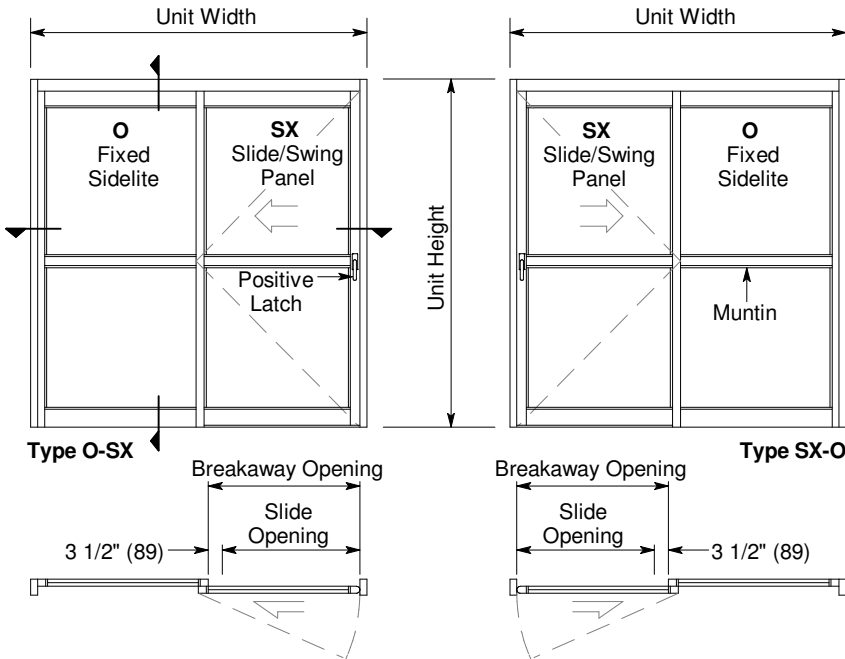 Unit Width
O
Fixed
Sidelite
SX
Slide/Swing
Panel
Positive
Latch
Type O-SX
Unit Height
Unit Width
SX
Slide/Swing
Panel
O
Fixed
Sidelite
Muntin
Type SX-O
Breakaway Opening
Slide
Opening
3 1/2" (89)
Breakaway Opening
Slide
Opening
3 1/2" (89)